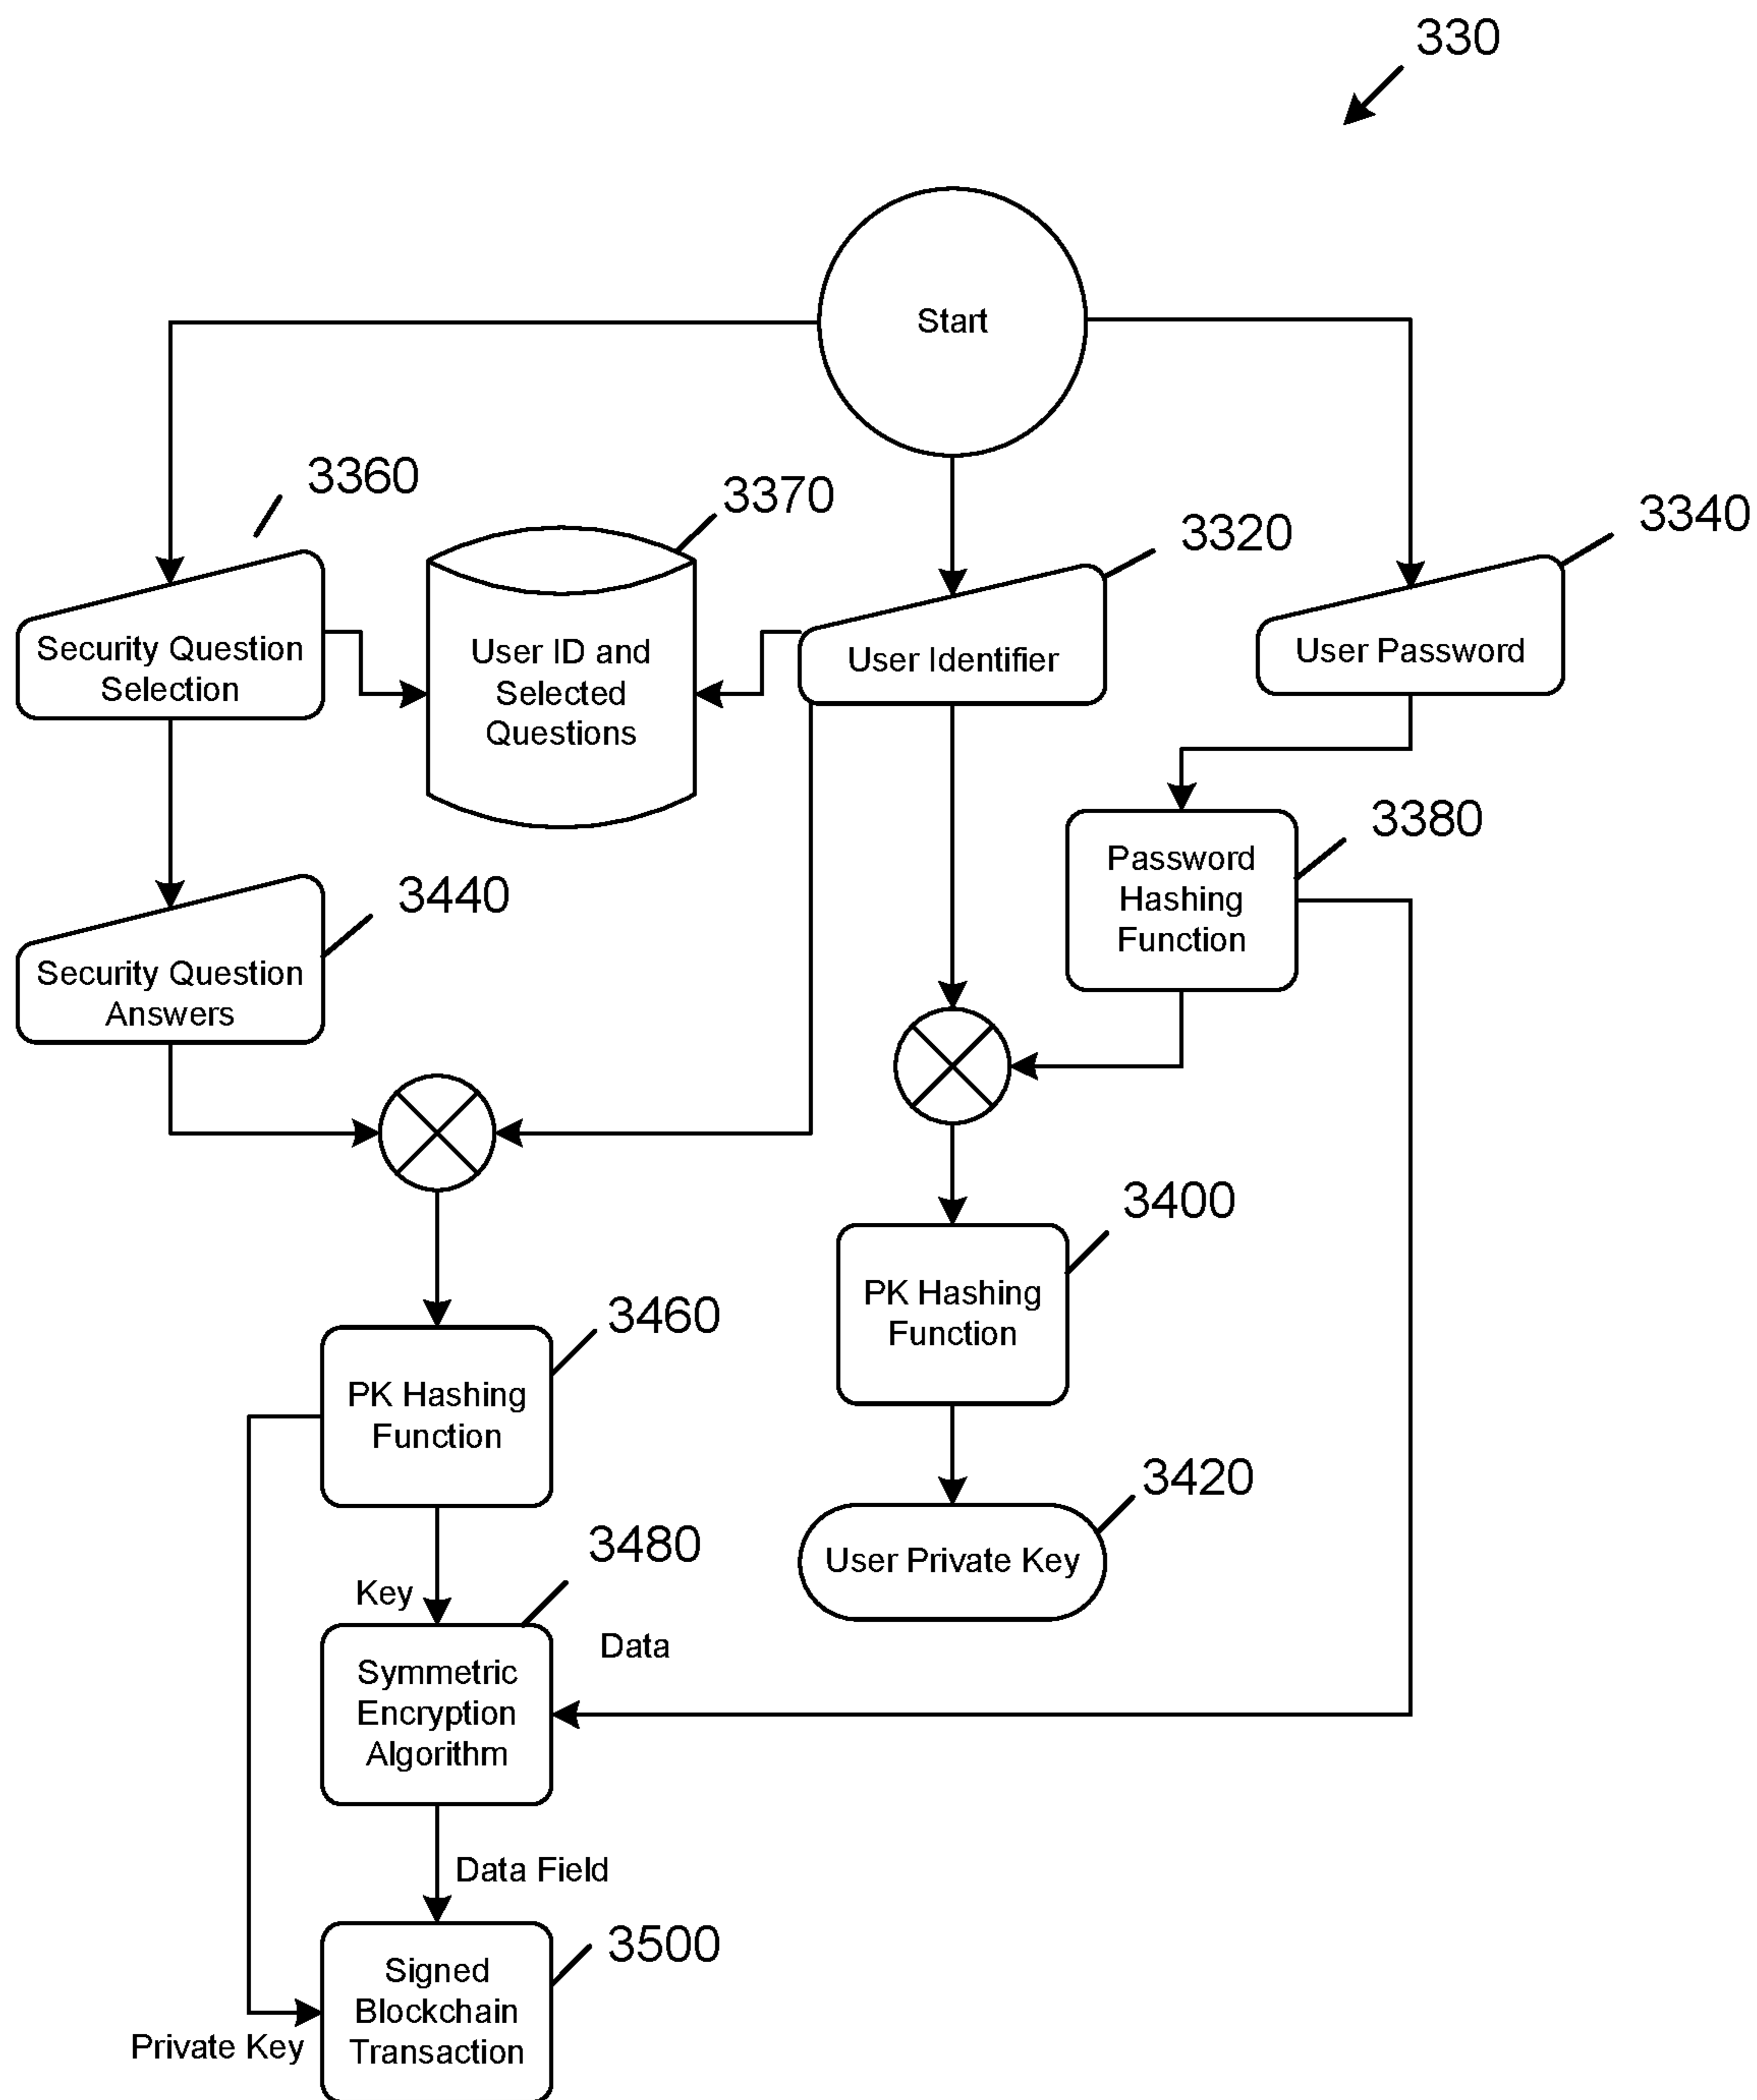 330
Start
3360
3370
3320
3340
Security Question
Selection
User ID and
Selected
Questions
User Identifier
User Password
3380
Password
Hashing
Function
3440
Security Question
Answers
3400
PK Hashing
Function
3460
PK Hashing
Function
3420
User Private Key
3480
Key
Data
Symmetric
Encryption
Algorithm
Data Field
3500
Signed
Blockchain
Transaction
Private Key